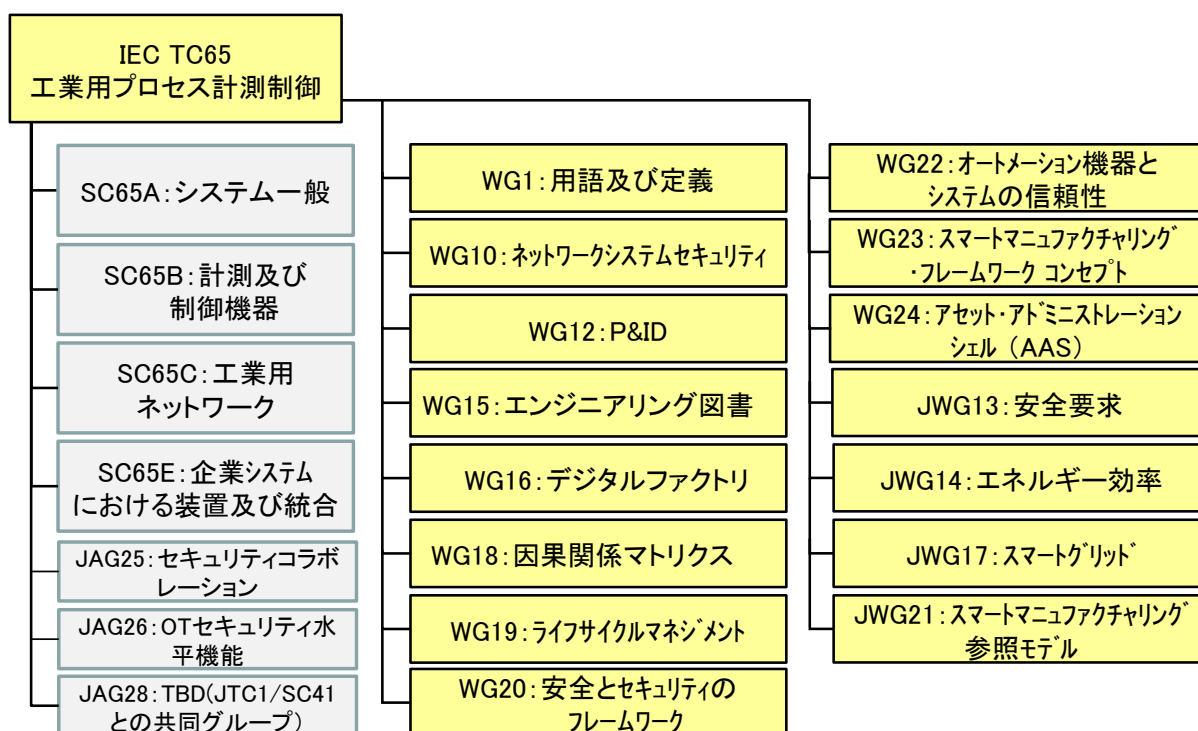 IEC TC65
工業用プロセス計測制御
SC65A：システム一般
SC65B：計測及び
制御機器
SC65C：工業用
ネットワーク
SC65E：企業ｼｽﾃﾑ
における装置及び統合
JAG25：セキュリティコラボ
レーション
JAG26：OTセキュリティ水
平機能
JAG28：TBD(JTC1/SC41
との共同グループ）
WG1：用語及び定義
WG10：ﾈｯﾄﾜｰｸｼｽﾃﾑｾｷｭﾘﾃｨ
WG12：P&ID
WG15：エンジニアリング図書
WG16：デジタルファクトリ
WG18：因果関係マトリクス
WG19：ﾗｲﾌｻｲｸﾙﾏﾈｼﾞﾒﾝﾄ
WG20：安全とｾｷｭﾘﾃｨの
ﾌﾚｰﾑﾜｰｸ
WG22：ｵｰﾄﾒｰｼｮﾝ機器と
ｼｽﾃﾑの信頼性
WG23：ｽﾏｰﾄﾏﾆｭﾌｧｸﾁｬﾘﾝｸﾞ
・ﾌﾚｰﾑﾜｰｸ ｺﾝｾﾌﾟﾄ
WG24：ｱｾｯﾄ・ｱﾄﾞﾐﾆｽﾄﾚｰｼｮﾝ
ｼｪﾙ （AAS）
JWG13：安全要求
JWG14：エネルギー効率
JWG17：ｽﾏｰﾄｸﾞﾘｯﾄﾞ
JWG21：ｽﾏｰﾄﾏﾆｭﾌｧｸﾁｬﾘﾝｸﾞ
参照ﾓﾃﾞﾙ